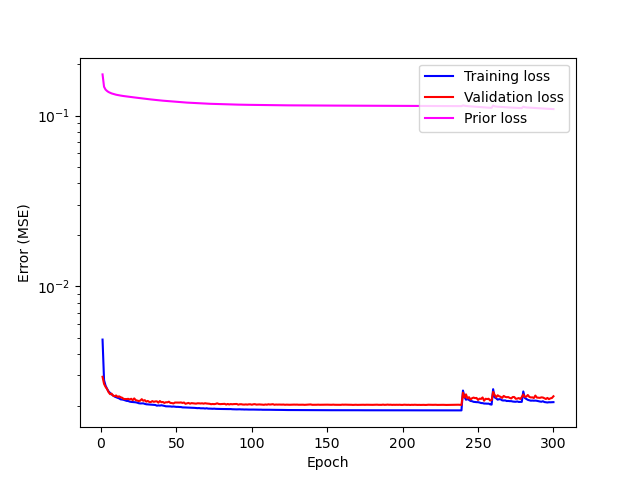 Training loss
Validation loss
Prior loss
10⁻¹
10⁻²
Error (MSE)
0 50 100 150 200 250 300
Epoch